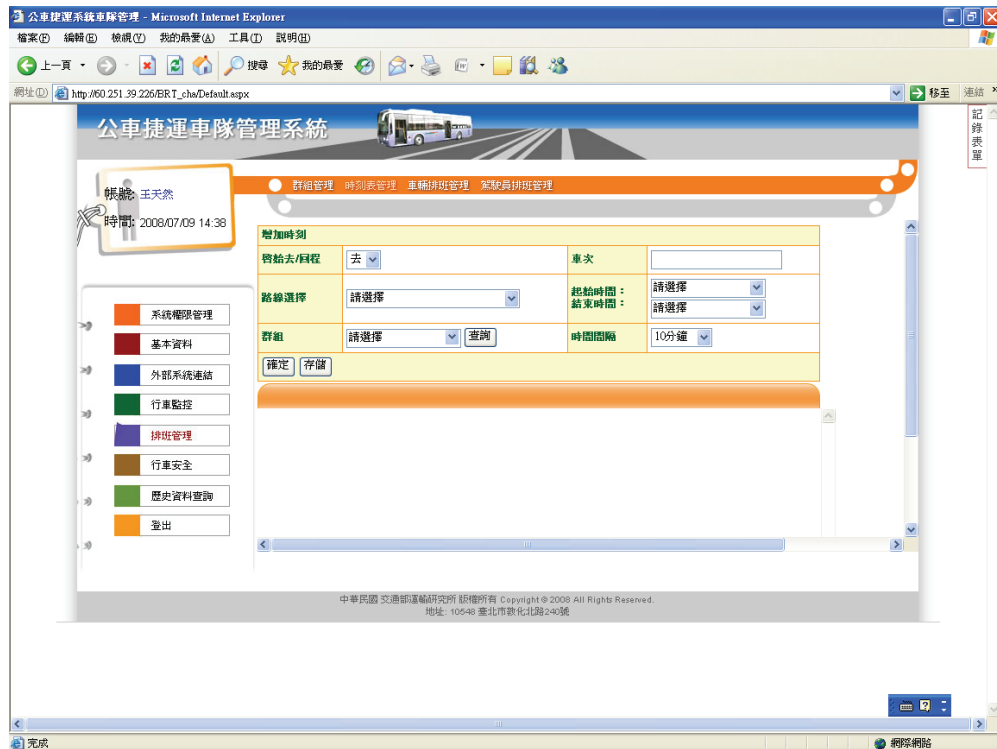 公車捷運系統車隊管理 - Microsoft Internet Explorer
檔案(F) 編輯(E) 檢視(V) 我的最愛(A) 工具(T) 說明(H)
上一頁 搜尋 我的最愛
網址(D) http://60.251.39.226/BRT_cha/Default.aspx 移至 連結 »
記錄表單
公車捷運車隊管理系統
帳號: 王天然
時間: 2008/07/09 14:38
群組管理 時刻表管理 車輛排班管理 駕駛員排班管理
增加時刻
啓始去/回程 去 車次
路線選擇 請選擇 起始時間： 請選擇
結束時間： 請選擇
群組 請選擇 查詢 時間間隔 10分鐘
確定 存儲
系統權限管理
基本資料
外部系統連結
行車監控
排班管理
行車安全
歷史資料查詢
登出
中華民國 交通部運輸研究所 版權所有 Copyright © 2008 All Rights Reserved.
地址: 10548 臺北市敦化北路240號
完成 網際網路